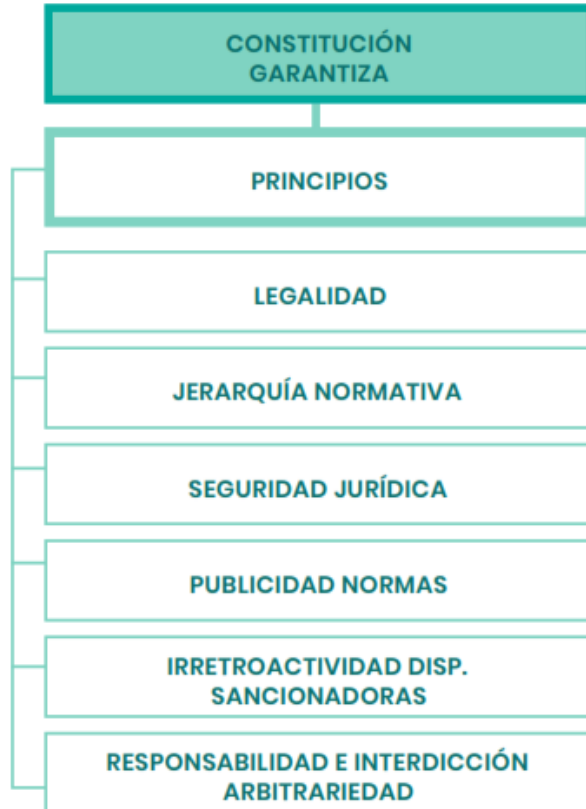 CONSTITUCIÓN
GARANTIZA
PRINCIPIOS
LEGALIDAD
JERARQUÍA NORMATIVA
SEGURIDAD JURÍDICA
PUBLICIDAD NORMAS
IRRETROACTIVIDAD DISP.
SANCIONADORAS
RESPONSABILIDAD E INTERDICCIÓN
ARBITRARIEDAD